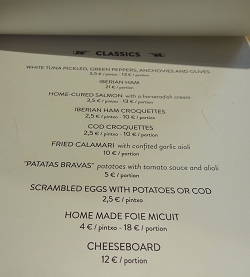 CLASSICS
WHITE TUNA PICKLED, GREEN PEPPERS, ANCHOVIES AND OLIVES
3,5 € / pintxo - 13 € / portion
IBERIAN HAM
21 € / portion
HOME-CURED SALMON with a horseradish cream
3,5 € / pintxo - 13 € / portion
IBERIAN HAM CROQUETTES
2,5 € / pintxo - 10 € / portion
COD CROQUETTES
2,5 € / pintxo - 10 € / portion
FRIED CALAMARI with confited garlic aioli
10 € / portion
"PATATAS BRAVAS" potatoes with tomato sauce and alioli
5 € / portion
SCRAMBLED EGGS WITH POTATOES OR COD
2,5 € / pintxo
HOME MADE FOIE MICUIT
4 € / pintxo - 18 € / portion
CHEESEBOARD
12 € / portion